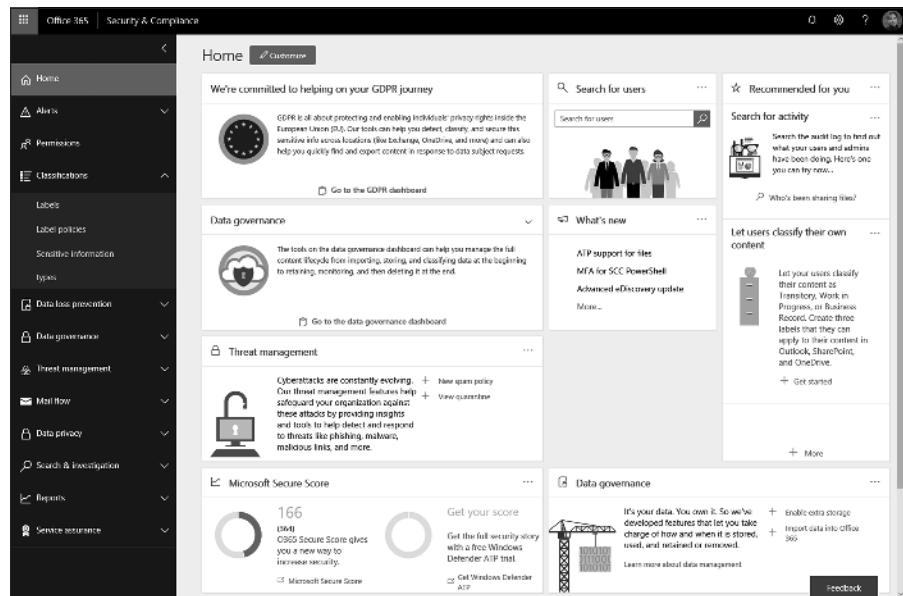 Office 365
Security & Compliance
?
Home
Customize
Home
Alerts
Permissions
Classifications
Labels
Label policies
Sensitive information
types
Data loss prevention
Data governance
Threat management
Mail flow
Data privacy
Search & investigation
Reports
Service assurance
We're committed to helping on your GDPR journey
GDPR is all about protecting and enabling individuals' privacy rights inside the
European Union (EU). Our tools can help you detect, classify, and secure this
sensitive info across locations (like Exchange, OneDrive, and more) and can also
help you quickly find and export content in response to data subject requests.
Go to the GDPR dashboard
Data governance
The tools on the data governance dashboard can help you manage the full
content lifecycle from importing, storing, and classifying data at the beginning
to retaining, monitoring, and then deleting it at the end.
Go to the data governance dashboard
Threat management
Cyberattacks are constantly evolving.
Our threat management features help
safeguard your organization against
these attacks by providing insights
and tools to help detect and respond
to threats like phishing, malware,
malicious links, and more.
New spam policy
View quarantine
Search for users
Search for users
What's new
ATP support for files
MFA for SCC PowerShell
Advanced eDiscovery update
More...
Recommended for you
Search for activity
Search the audit log to find out
what your users and admins
have been doing. Here's one
you can try now...
Who's been sharing files?
Let users classify their own
content
Let your users classify
their content as
Transitory, Work in
Progress, or Business
Record. Create three
labels that they can
apply to their content in
Outlook, SharePoint,
and OneDrive.
Get started
More
Microsoft Secure Score
166
(564)
O365 Secure Score gives
you a new way to
increase security.
Microsoft Secure Score
Get your score
Get the full security story
with a free Windows
Defender ATP trial.
Get Windows Defender
ATP
Data governance
It's your data. You own it. So we've
developed features that let you take
charge of how and when it is stored,
used, and retained or removed.
Learn more about data management
Enable extra storage
Import data into Office
365
Feedback